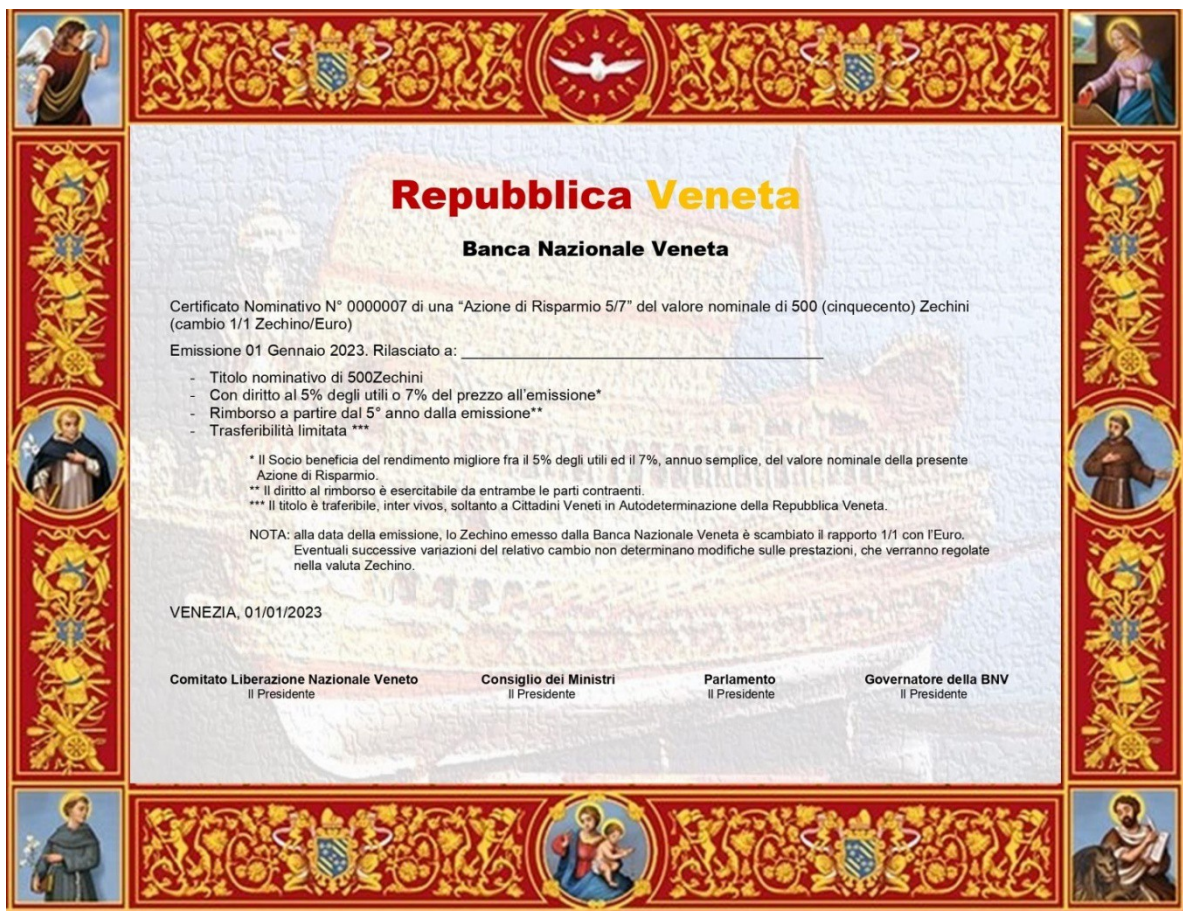 Repubblica Veneta
Banca Nazionale Veneta
Certificato Nominativo N° 0000007 di una “Azione di Risparmio 5/7” del valore nominale di 500 (cinquecento) Zechini
(cambio 1/1 Zechino/Euro)
Emissione 01 Gennaio 2023. Rilasciato a: ___________________________________________
- Titolo nominativo di 500Zechini
- Con diritto al 5% degli utili o 7% del prezzo all’emissione*
- Rimborso a partire dal 5° anno dalla emissione**
- Trasferibilità limitata ***
* Il Socio beneficia del rendimento migliore fra il 5% degli utili ed il 7%, annuo semplice, del valore nominale della presente
Azione di Risparmio.
** Il diritto al rimborso è esercitabile da entrambe le parti contraenti.
*** Il titolo è traferibile, inter vivos, soltanto a Cittadini Veneti in Autodeterminazione della Repubblica Veneta.
NOTA: alla data della emissione, lo Zechino emesso dalla Banca Nazionale Veneta è scambiato il rapporto 1/1 con l’Euro.
Eventuali successive variazioni del relativo cambio non determinano modifiche sulle prestazioni, che verranno regolate
nella valuta Zechino.
VENEZIA, 01/01/2023
Comitato Liberazione Nazionale Veneto Consiglio dei Ministri Parlamento Governatore della BNV
Il Presidente Il Presidente Il Presidente Il Presidente